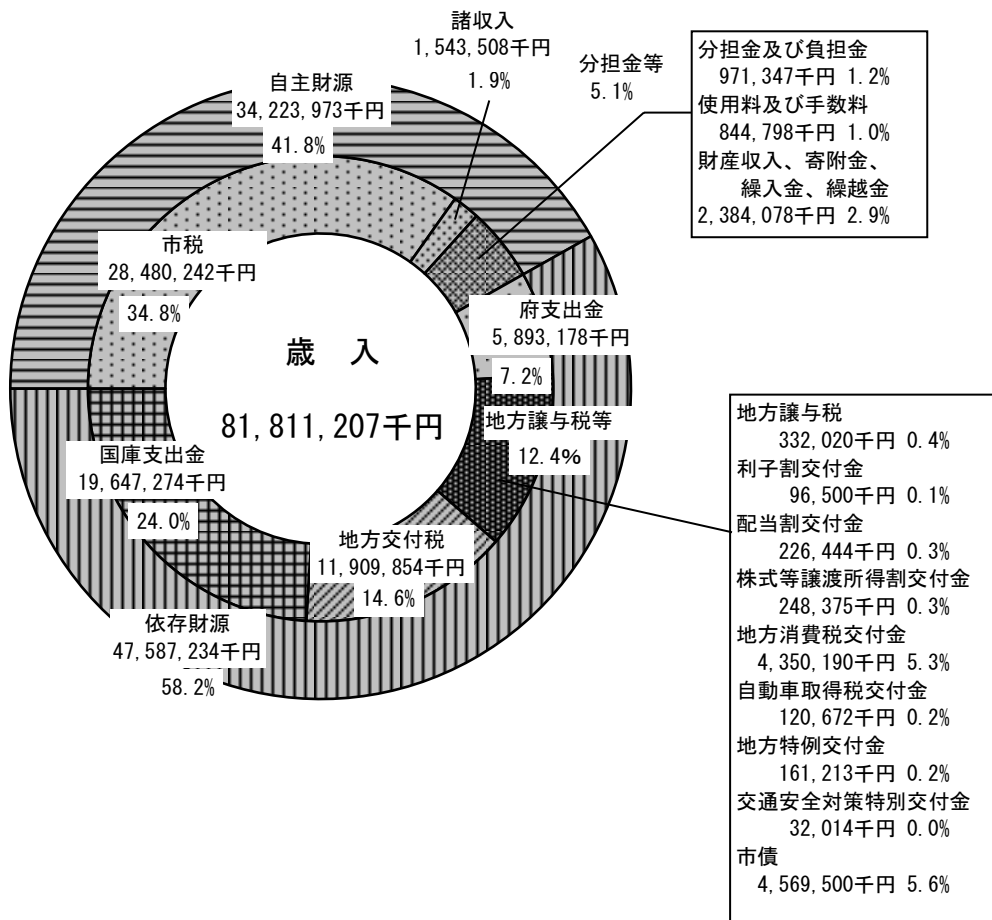 諸収入
1,543,508千円
1.9%
分担金等
5.1%
分担金及び負担金
971,347千円 1.2%
使用料及び手数料
844,798千円 1.0%
財産収入、寄附金、
繰入金、繰越金
2,384,078千円 2.9%
自主財源
34,223,973千円
41.8%
市税
28,480,242千円
34.8%
歳 入
81,811,207千円
府支出金
5,893,178千円
7.2%
地方譲与税等
12.4%
国庫支出金
19,647,274千円
24.0%
地方交付税
11,909,854千円
14.6%
依存財源
47,587,234千円
58.2%
地方譲与税
332,020千円 0.4%
利子割交付金
96,500千円 0.1%
配当割交付金
226,444千円 0.3%
株式等譲渡所得割交付金
248,375千円 0.3%
地方消費税交付金
4,350,190千円 5.3%
自動車取得税交付金
120,672千円 0.2%
地方特例交付金
161,213千円 0.2%
交通安全対策特別交付金
32,014千円 0.0%
市債
4,569,500千円 5.6%